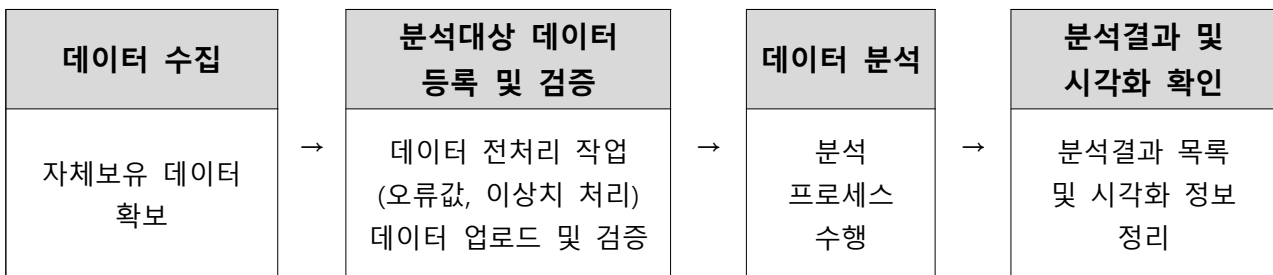 데이터 수집
자체보유 데이터
확보
→
분석대상 데이터
등록 및 검증
데이터 전처리 작업
(오류값, 이상치 처리)
데이터 업로드 및 검증
→
데이터 분석
분석
프로세스
수행
→
분석결과 및
시각화 확인
분석결과 목록
및 시각화 정보
정리